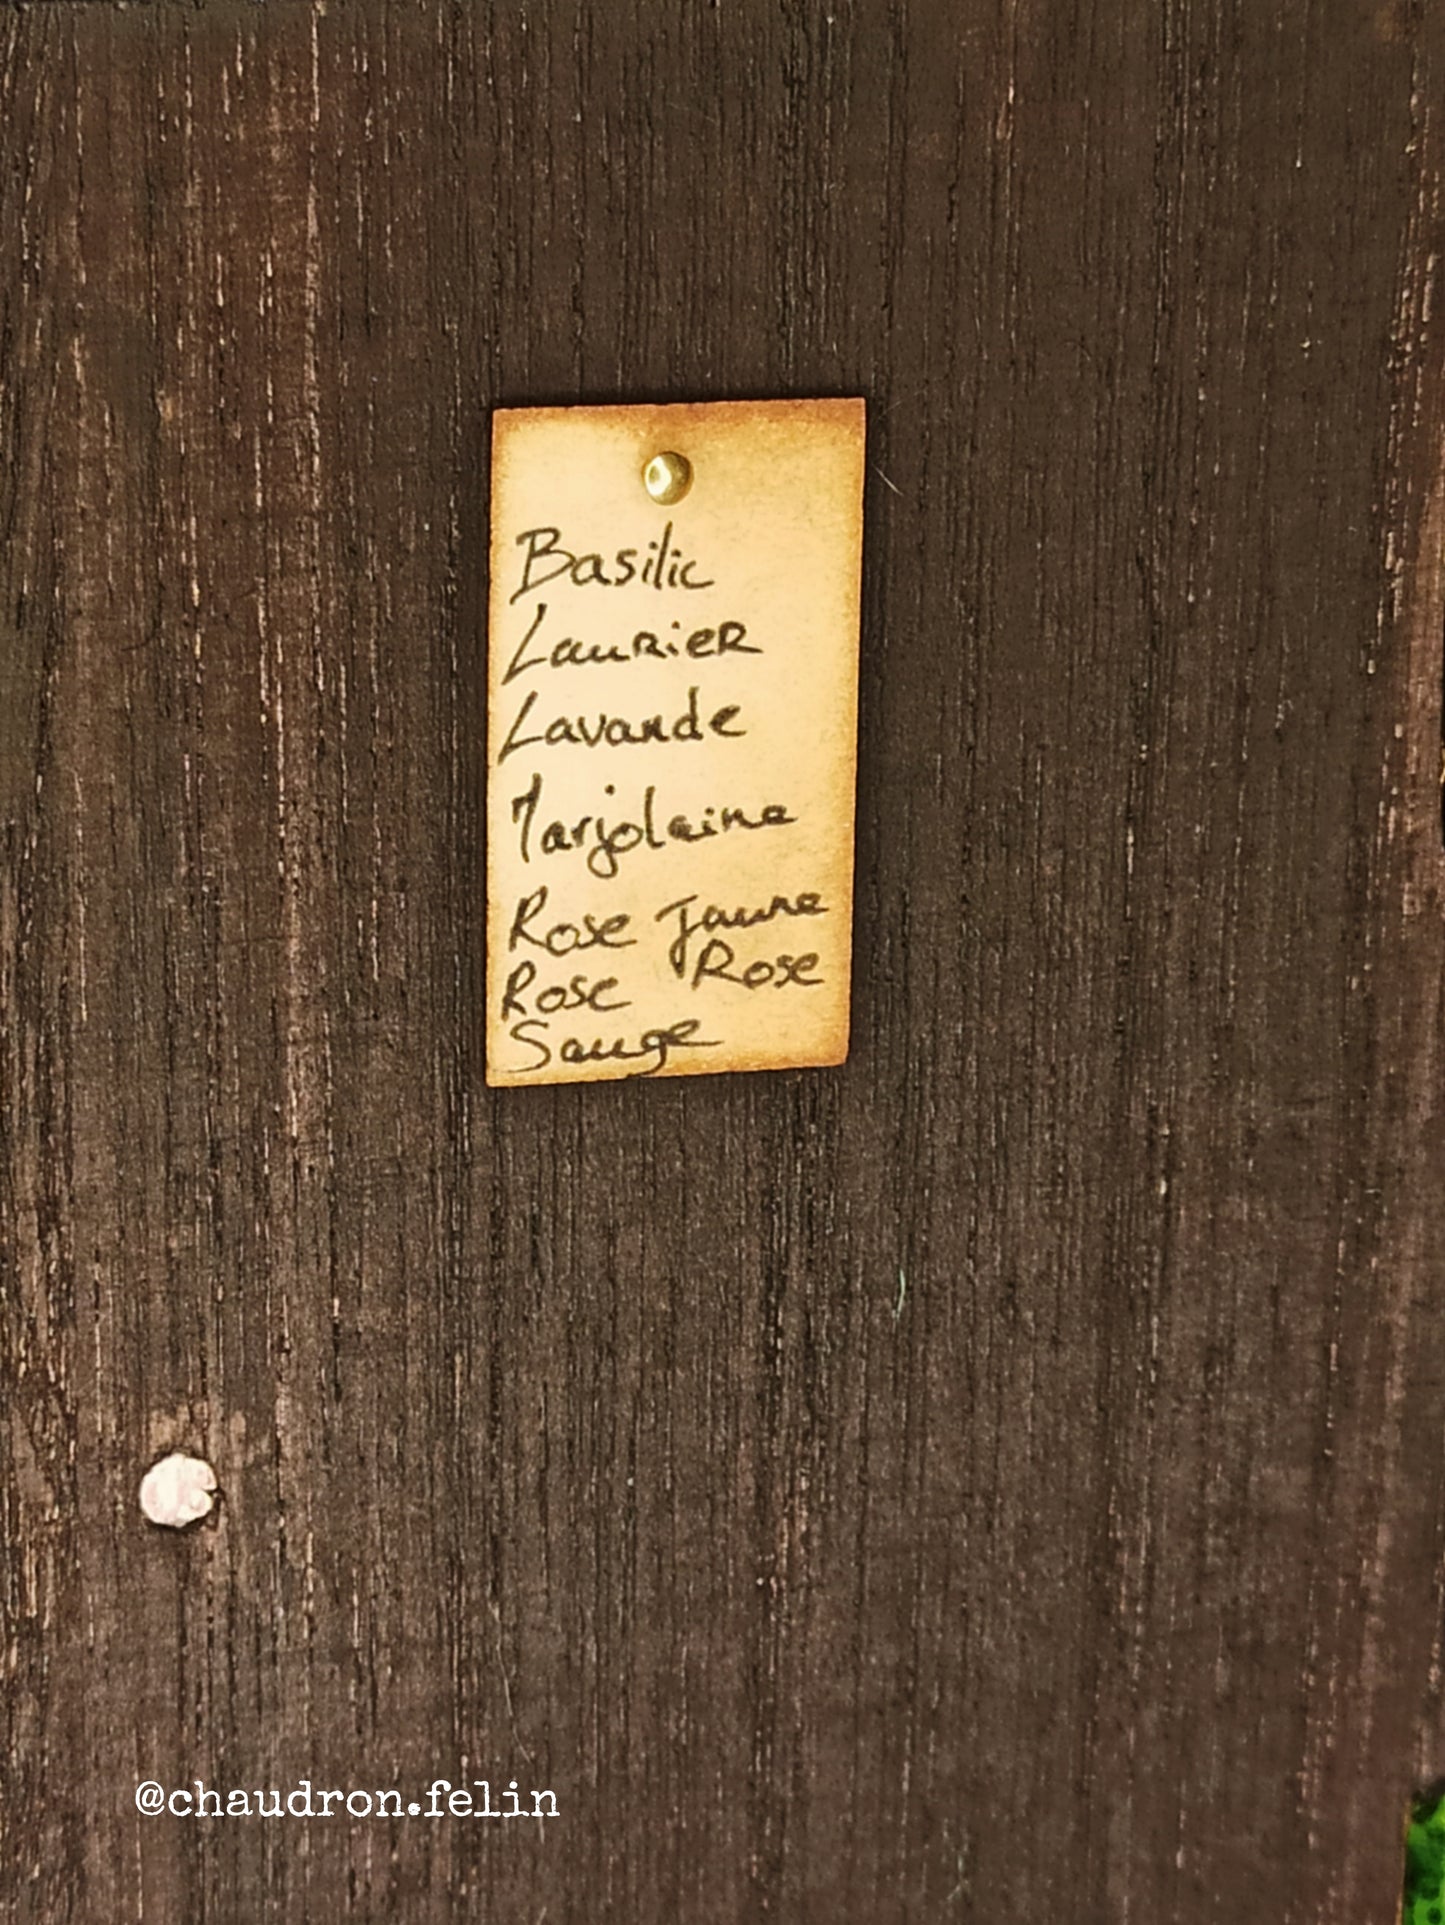 Basilic
Laurier
Lavande
Marjolaine
Rose Jaune
Rose Rose
Sauge
@chaudron.felin